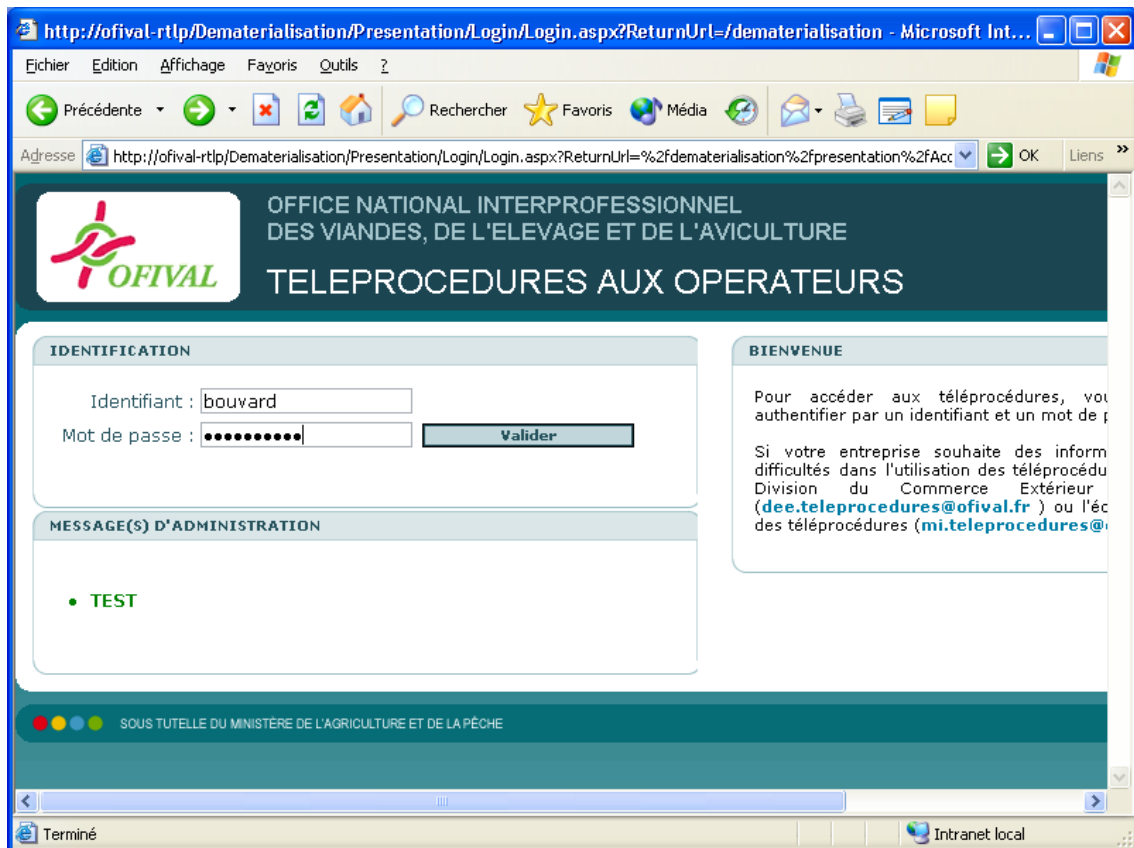 http://ofival-rtlp/Dematerialisation/Presentation/Login/Login.aspx?ReturnUrl=/dematerialisation - Microsoft Int...
Eichier Edition Affichage Favoris Outils ?
Précédente Rechercher Favoris Média
Adresse http://ofival-rtlp/Dematerialisation/Presentation/Login/Login.aspx?ReturnUrl=%2fdematerialisation%2fpresentation%2fAcc OK Liens »
OFIVAL
OFFICE NATIONAL INTERPROFESSIONNEL
DES VIANDES, DE L'ELEVAGE ET DE L'AVICULTURE
TELEPROCEDURES AUX OPERATEURS
IDENTIFICATION
Identifiant : bouvard
Mot de passe : ••••••••••
Valider
MESSAGE(S) D'ADMINISTRATION
• TEST
BIENVENUE
Pour accéder aux téléprocédures, vou
authentifier par un identifiant et un mot de p
Si votre entreprise souhaite des inform
difficultés dans l'utilisation des téléprocédu
Division du Commerce Extérieur
(dee.teleprocedures@ofival.fr ) ou l'éc
des téléprocédures (mi.teleprocedures@
SOUS TUTELLE DU MINISTÈRE DE L'AGRICULTURE ET DE LA PÊCHE
Terminé
Intranet local